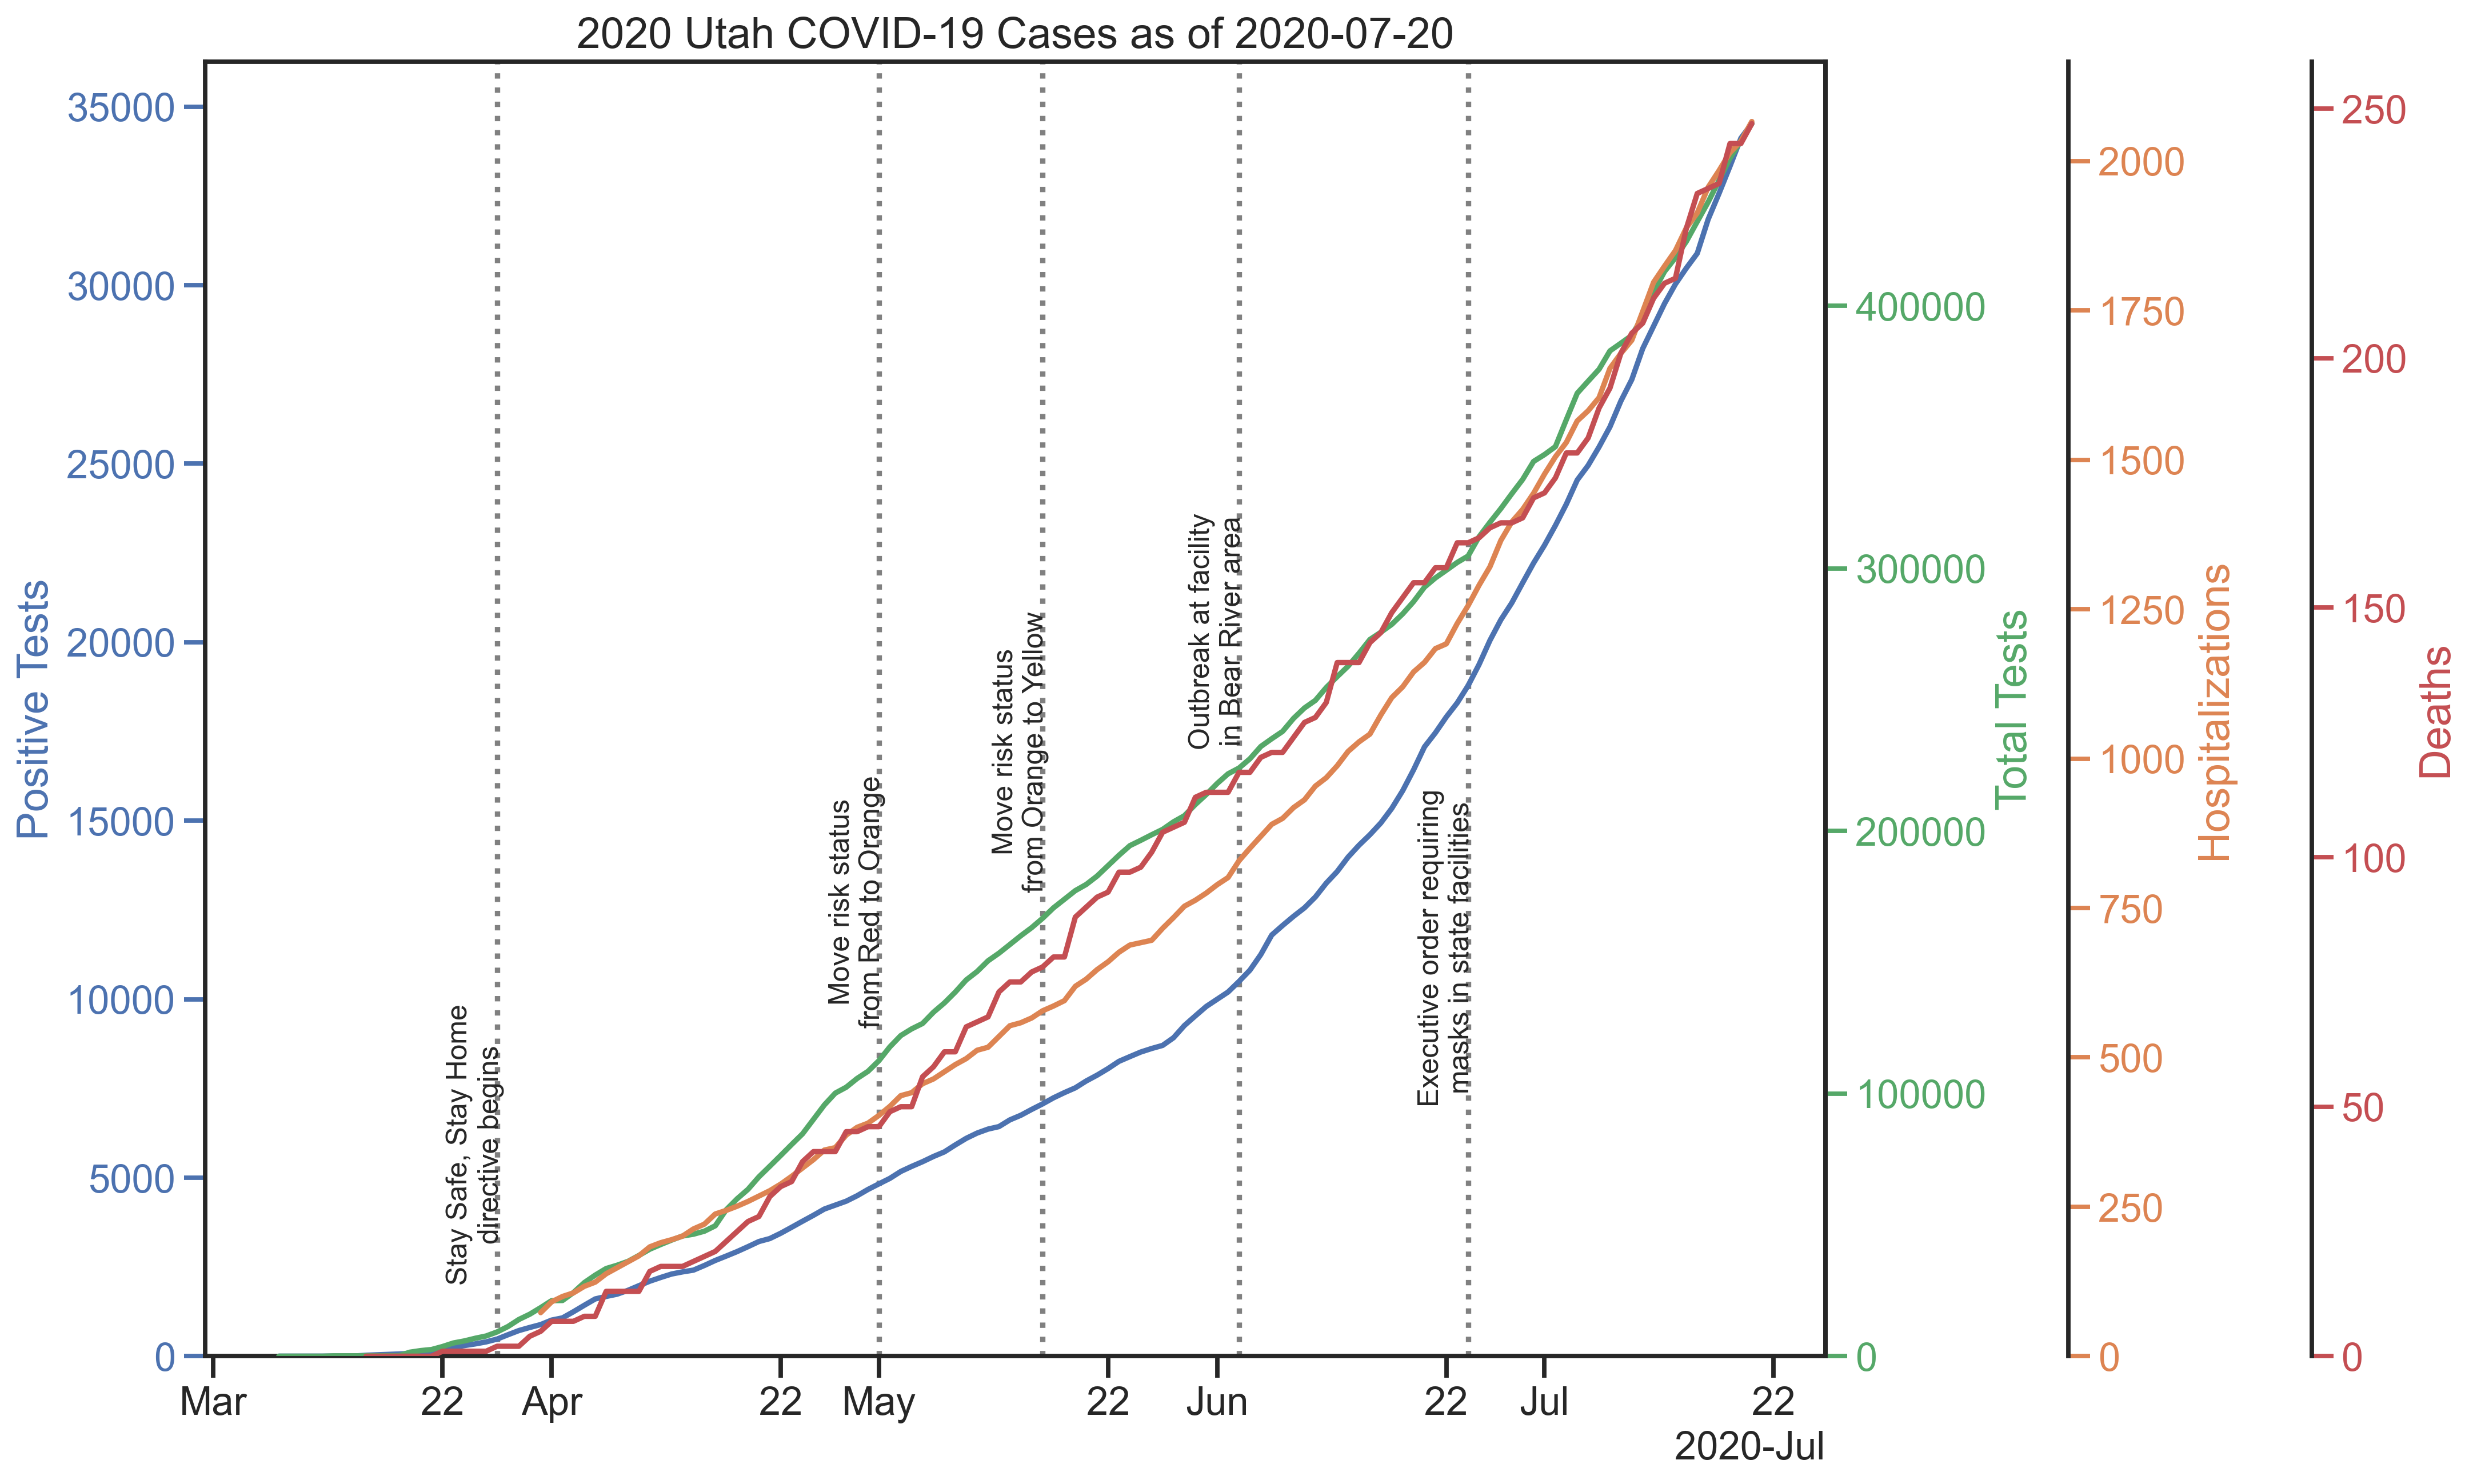 2020 Utah COVID-19 Cases as of 2020-07-20
Positive Tests
35000
30000
25000
20000
15000
10000
5000
0
Stay Safe, Stay Home
directive begins
Move risk status
from Red to Orange
Move risk status
from Orange to Yellow
Outbreak at facility
in Bear River area
Executive order requiring
masks in state facilities
Mar
22
Apr
22
May
22
Jun
22
Jul
22
2020-Jul
400000
300000
200000
100000
0
Total Tests
2000
1750
1500
1250
1000
750
500
250
0
Hospitalizations
250
200
150
100
50
0
Deaths